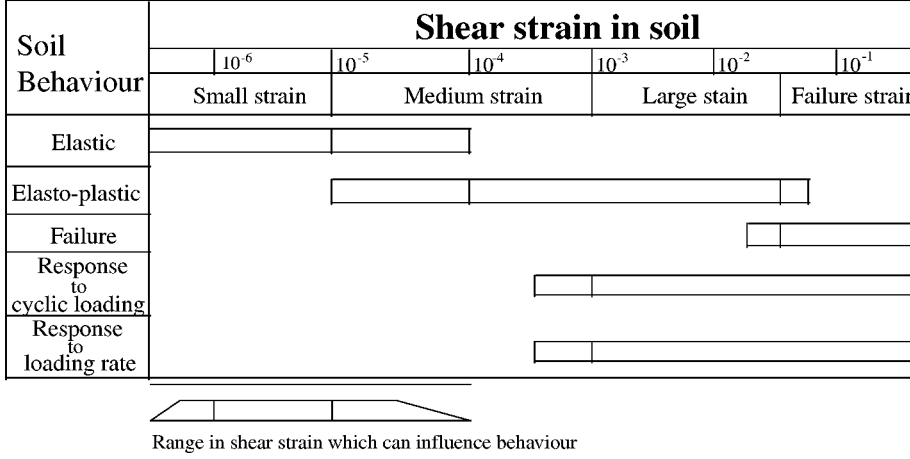 Shear strain in soil
Soil
Behaviour
10-6
10-5
10-4
10-3
10-2
10-1
Small strain
Medium strain
Large stain
Failure strain
Elastic
Elasto-plastic
Failure
Response
to
cyclic loading
Response
to
loading rate
Range in shear strain which can influence behaviour